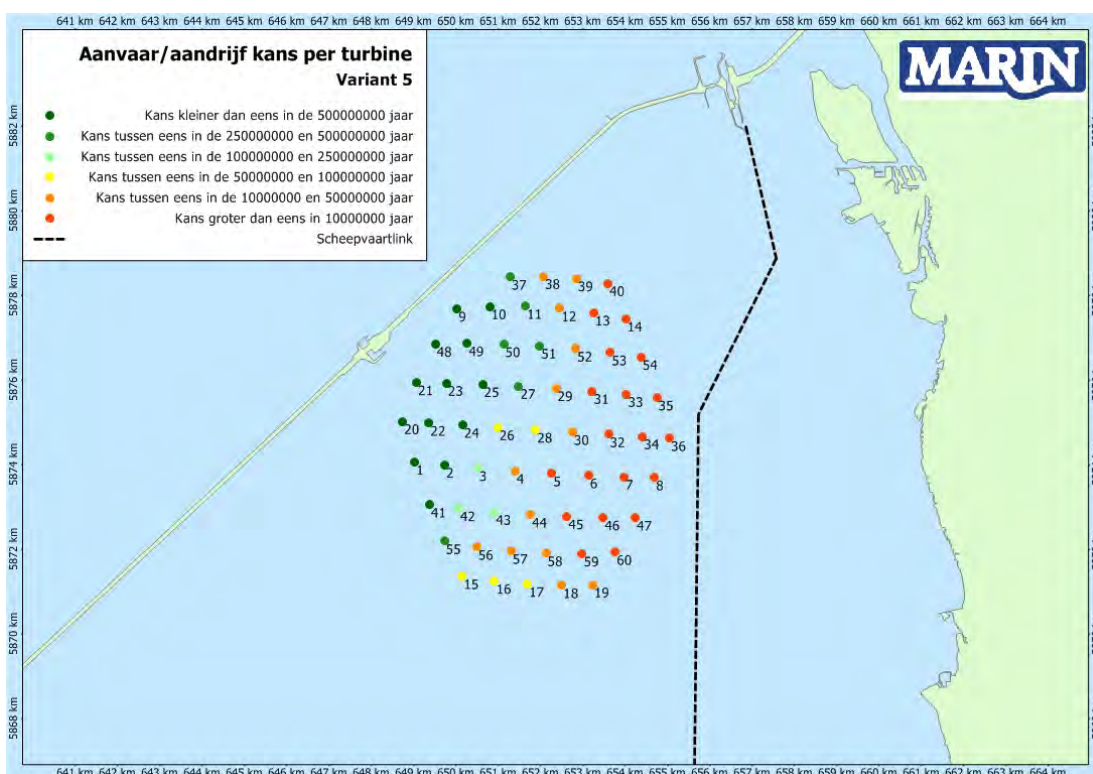 641 km 642 km 643 km 644 km 645 km 646 km 647 km 648 km 649 km 650 km 651 km 652 km 653 km 654 km 655 km 656 km 657 km 658 km 659 km 660 km 661 km 662 km 663 km 664 km
Aanvaar/aandrijf kans per turbine
Variant 5
Kans kleiner dan eens in de 500000000 jaar
Kans tussen eens in de 250000000 en 500000000 jaar
Kans tussen eens in de 100000000 en 250000000 jaar
Kans tussen eens in de 50000000 en 100000000 jaar
Kans tussen eens in de 10000000 en 50000000 jaar
Kans groter dan eens in 10000000 jaar
Scheepvaartlink
MARIN
5882 km
5880 km
5878 km
5876 km
5874 km
5872 km
5870 km
5868 km
37 38 39 40
9 10 11 12 13 14
48 49 50 51 52 53 54
21 23 25 27 29 31 33 35
20 22 24 26 28 30 32 34 36
1 2 3 4 5 6 7 8
41 42 43 44 45 46 47
55 56 57 58 59 60
15 16 17 18 19
641 km 642 km 643 km 644 km 645 km 646 km 647 km 648 km 649 km 650 km 651 km 652 km 653 km 654 km 655 km 656 km 657 km 658 km 659 km 660 km 661 km 662 km 663 km 664 km